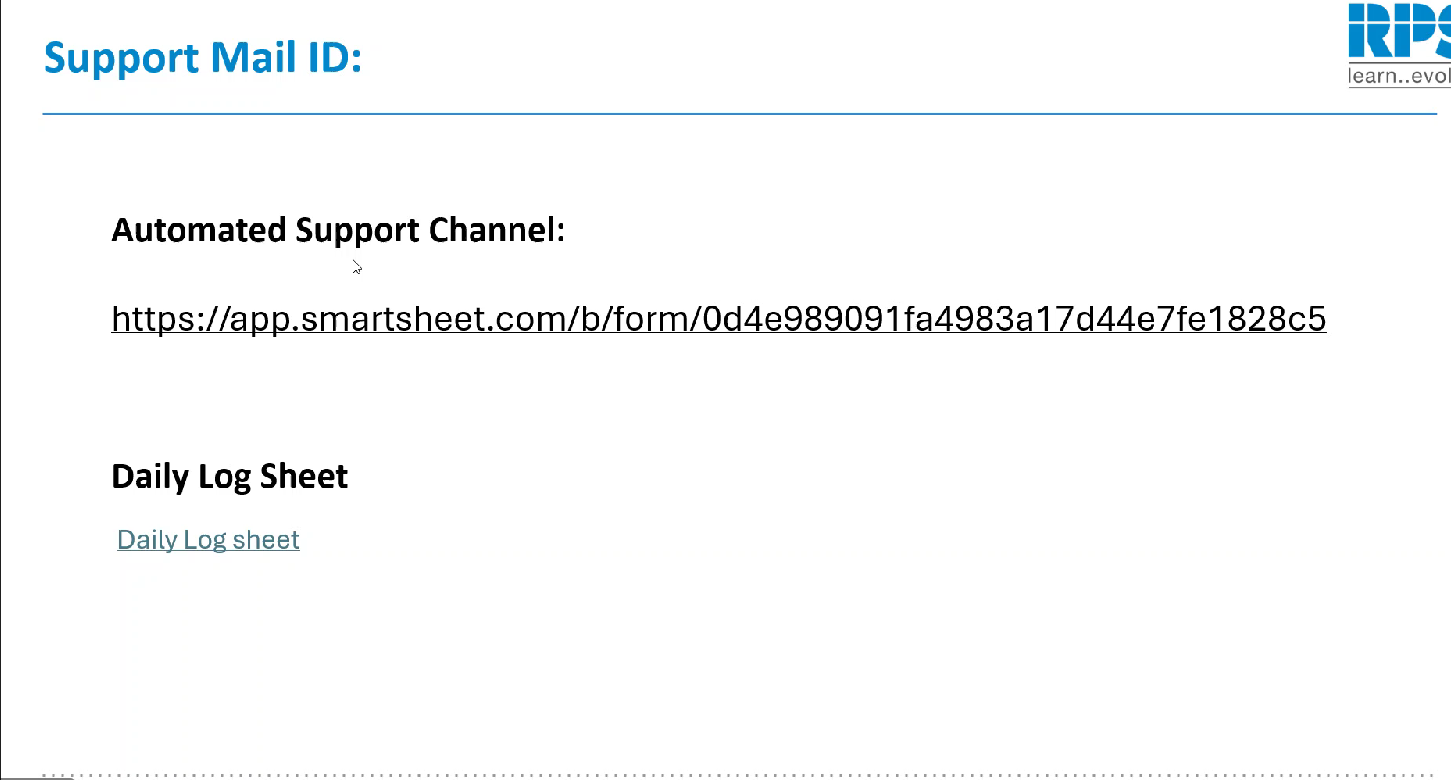 Support Mail ID:
RPS
learn..evol
Automated Support Channel:
https://app.smartsheet.com/b/form/0d4e989091fa4983a17d44e7fe1828c5
Daily Log Sheet
Daily Log sheet